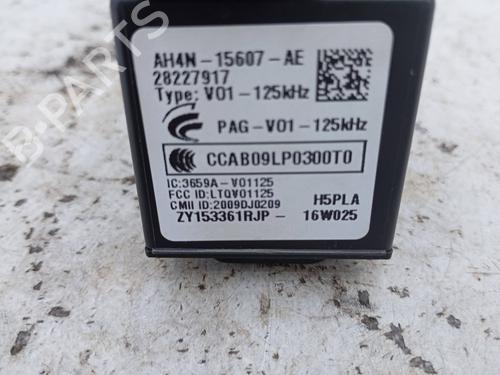 AH4N-15607-AE
28227917
Type: V01-125kHz
PAG-V01-125kHz
CCAB09LP0300T0
IC:3659A-V01125
FCC ID:LTQV01125
CMII ID:2009DJ0209
H5PLA
ZY153361RJP- 16W025